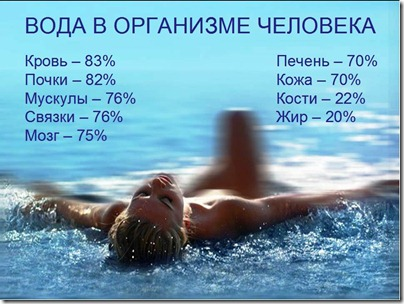 ВОДА В ОРГАНИЗМЕ ЧЕЛОВЕКА
Кровь – 83%
Почки – 82%
Мускулы – 76%
Связки – 76%
Мозг – 75%
Печень – 70%
Кожа – 70%
Кости – 22%
Жир – 20%